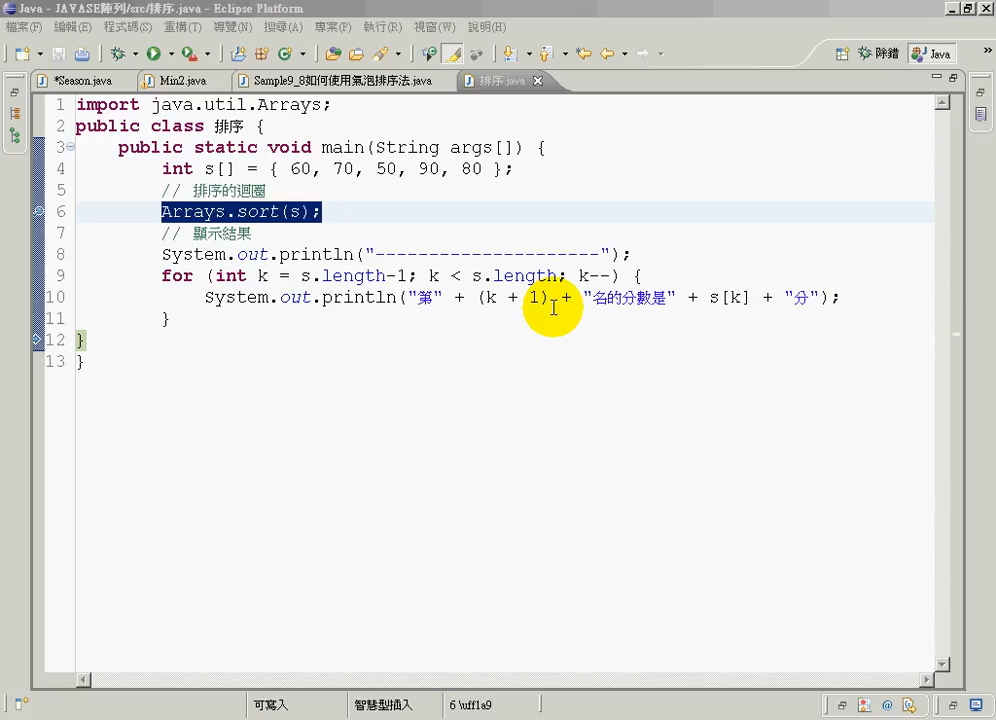 Java - JAVASE陣列/src/排序.java - Eclipse Platform
檔案(F) 編輯(E) 程式碼(S) 重構(T) 導覽(N) 搜尋(A) 專案(P) 執行(R) 視窗(W) 說明(H)
除錯 Java »
*Season.java Min2.java Sample9_8如何使用氣泡排序法.java 排序.java
1 import java.util.Arrays;
2 public class 排序 {
3 public static void main(String args[]) {
4 int s[] = { 60, 70, 50, 90, 80 };
5 // 排序的迴圈
6 Arrays.sort(s);
7 // 顯示結果
8 System.out.println("---------------------");
9 for (int k = s.length-1; k < s.length; k--) {
10 System.out.println("第" + (k + 1) + "名的分數是" + s[k] + "分");
11 }
12 }
13 }
可寫入 智慧型插入 6 \uff1a9